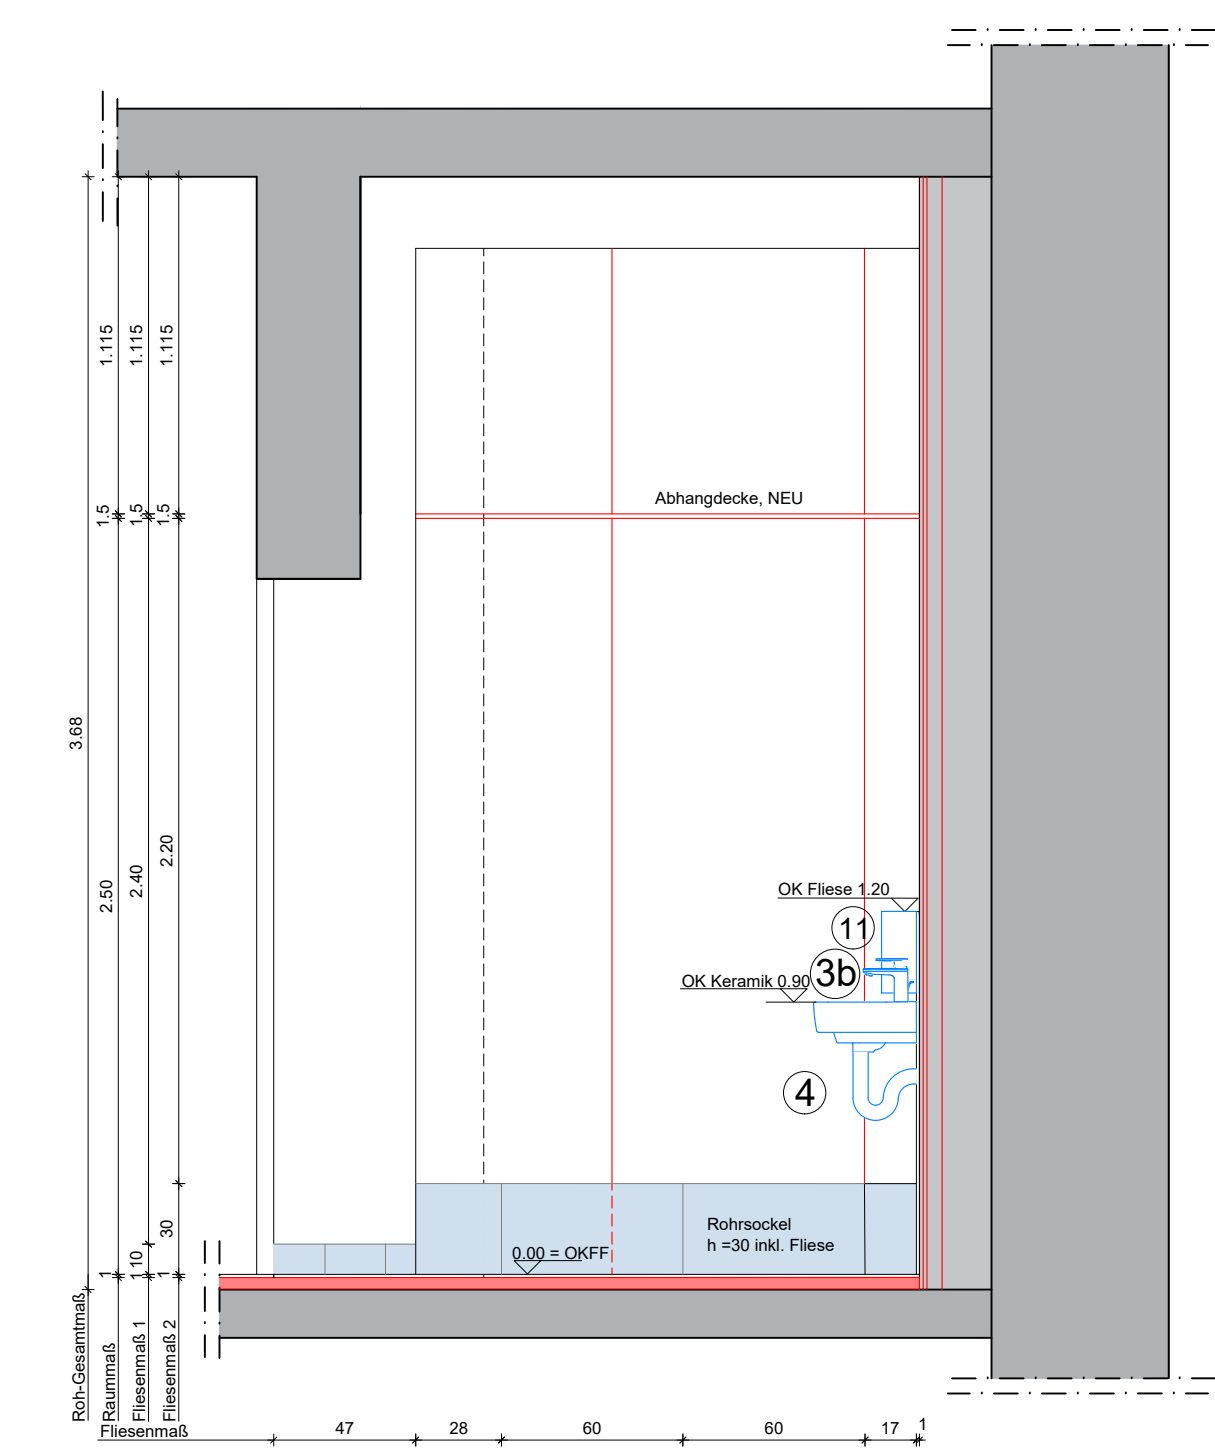 1.115
1.115
1.115
1.5
1.5
1.5
Abhangdecke, NEU
3.68
2.50
2.40
2.20
OK Fliese 1.20
11
3b
OK Keramik 0.90
4
30
10
1
1
1
Rohrsockel
h =30 inkl. Fliese
0.00 = OKFF
Roh-Gesamtmaß
Raummaß
Fliesenmaß 1
Fliesenmaß 2
Fliesenmaß
47
28
60
60
17
1